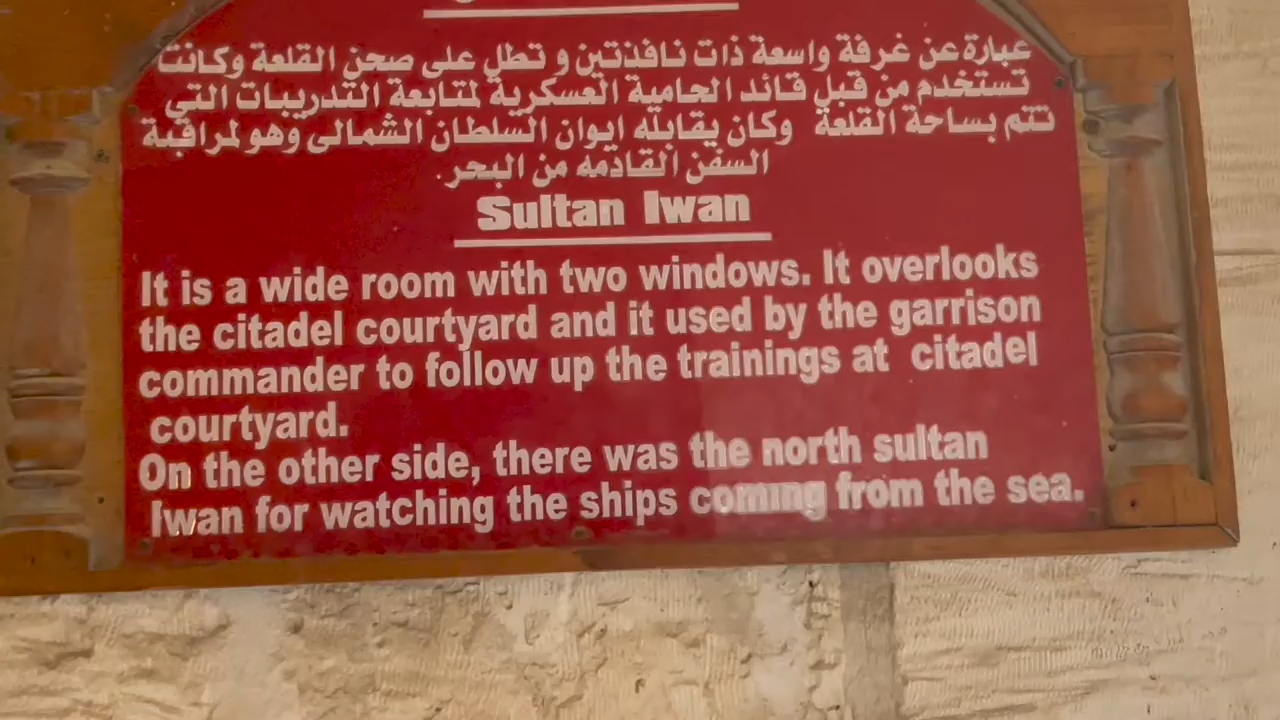 عبارة عن غرفة واسعة ذات نافذتين و تطل على صحن القلعة وكانت
تستخدم من قبل قائد الحامية العسكرية لمتابعة التدريبات التي
تتم بساحة القلعة وكان يقابله ايوان السلطان الشمالى وهو لمراقبة
السفن القادمه من البحر.
Sultan Iwan
It is a wide room with two windows. It overlooks
the citadel courtyard and it used by the garrison
commander to follow up the trainings at citadel
courtyard.
On the other side, there was the north sultan
Iwan for watching the ships coming from the sea.